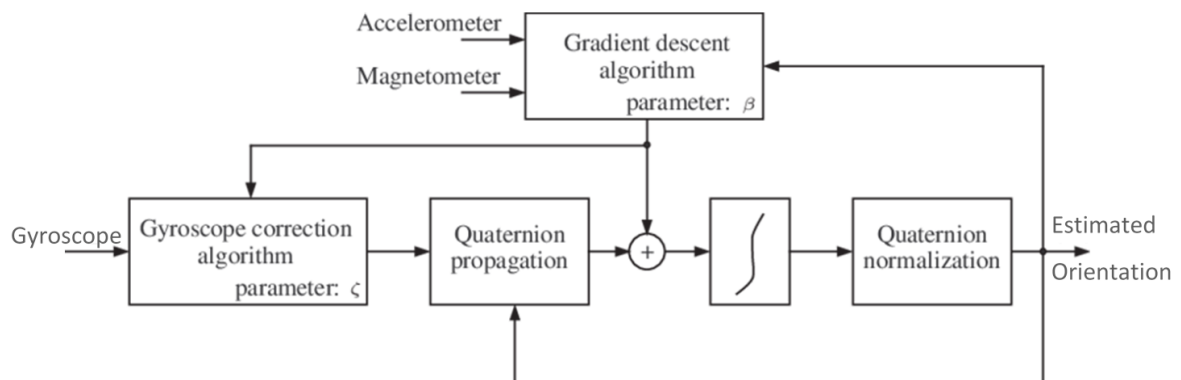 Accelerometer
Magnetometer
Gradient descent
algorithm
parameter: β
Gyroscope
Gyroscope correction
algorithm
parameter: ζ
Quaternion
propagation
+
∫
Quaternion
normalization
Estimated
Orientation